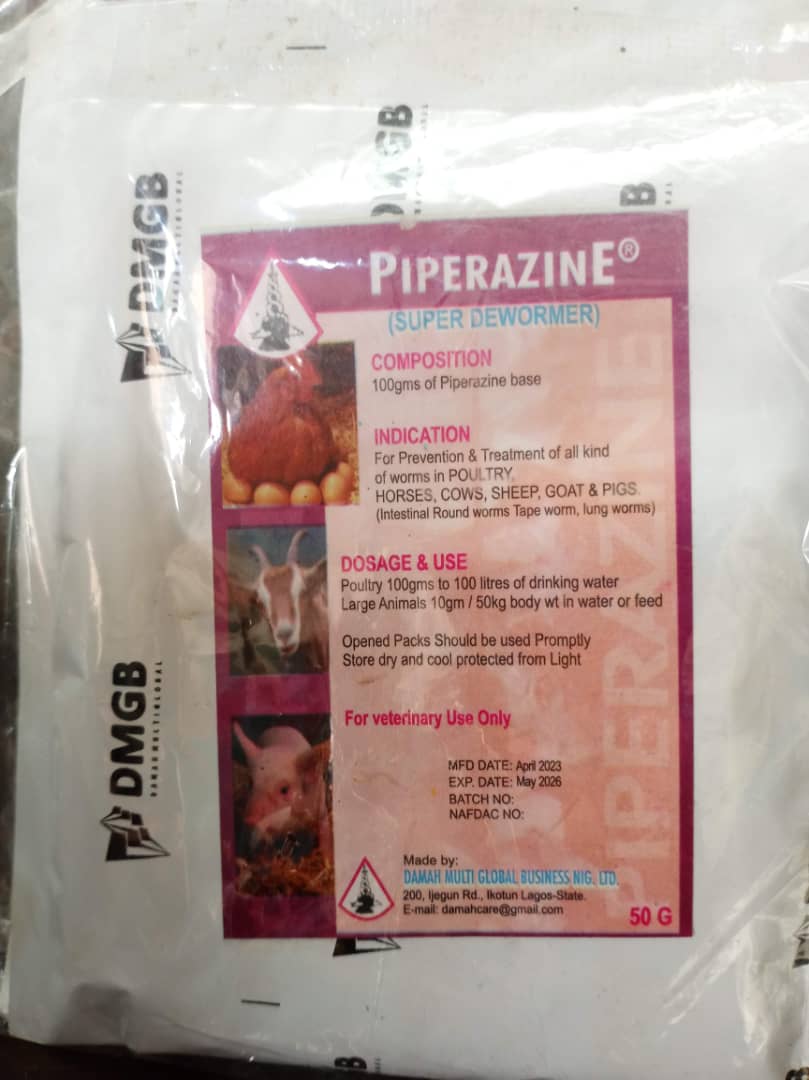 DMGB
DAMAH MULTIGLOBAL
PIPERAZINE®
(SUPER DEWORMER)
COMPOSITION
100gms of Piperazine base
INDICATION
For Prevention & Treatment of all kind
of worms in POULTRY,
HORSES, COWS, SHEEP, GOAT & PIGS.
(Intestinal Round worms Tape worm, lung worms)
DOSAGE & USE
Poultry 100gms to 100 litres of drinking water
Large Animals 10gm / 50kg body wt in water or feed
Opened Packs Should be used Promptly
Store dry and cool protected from Light
For veterinary Use Only
MFD DATE: April 2023
EXP. DATE: May 2026
BATCH NO:
NAFDAC NO:
Made by:
DAMAH MULTI GLOBAL BUSINESS NIG. LTD.
200, Ijegun Rd., Ikotun Lagos-State.
E-mail: damahcare@gmail.com
50 G
PIPERAZINE
DMGB
DAMAH MULTIGLOBAL